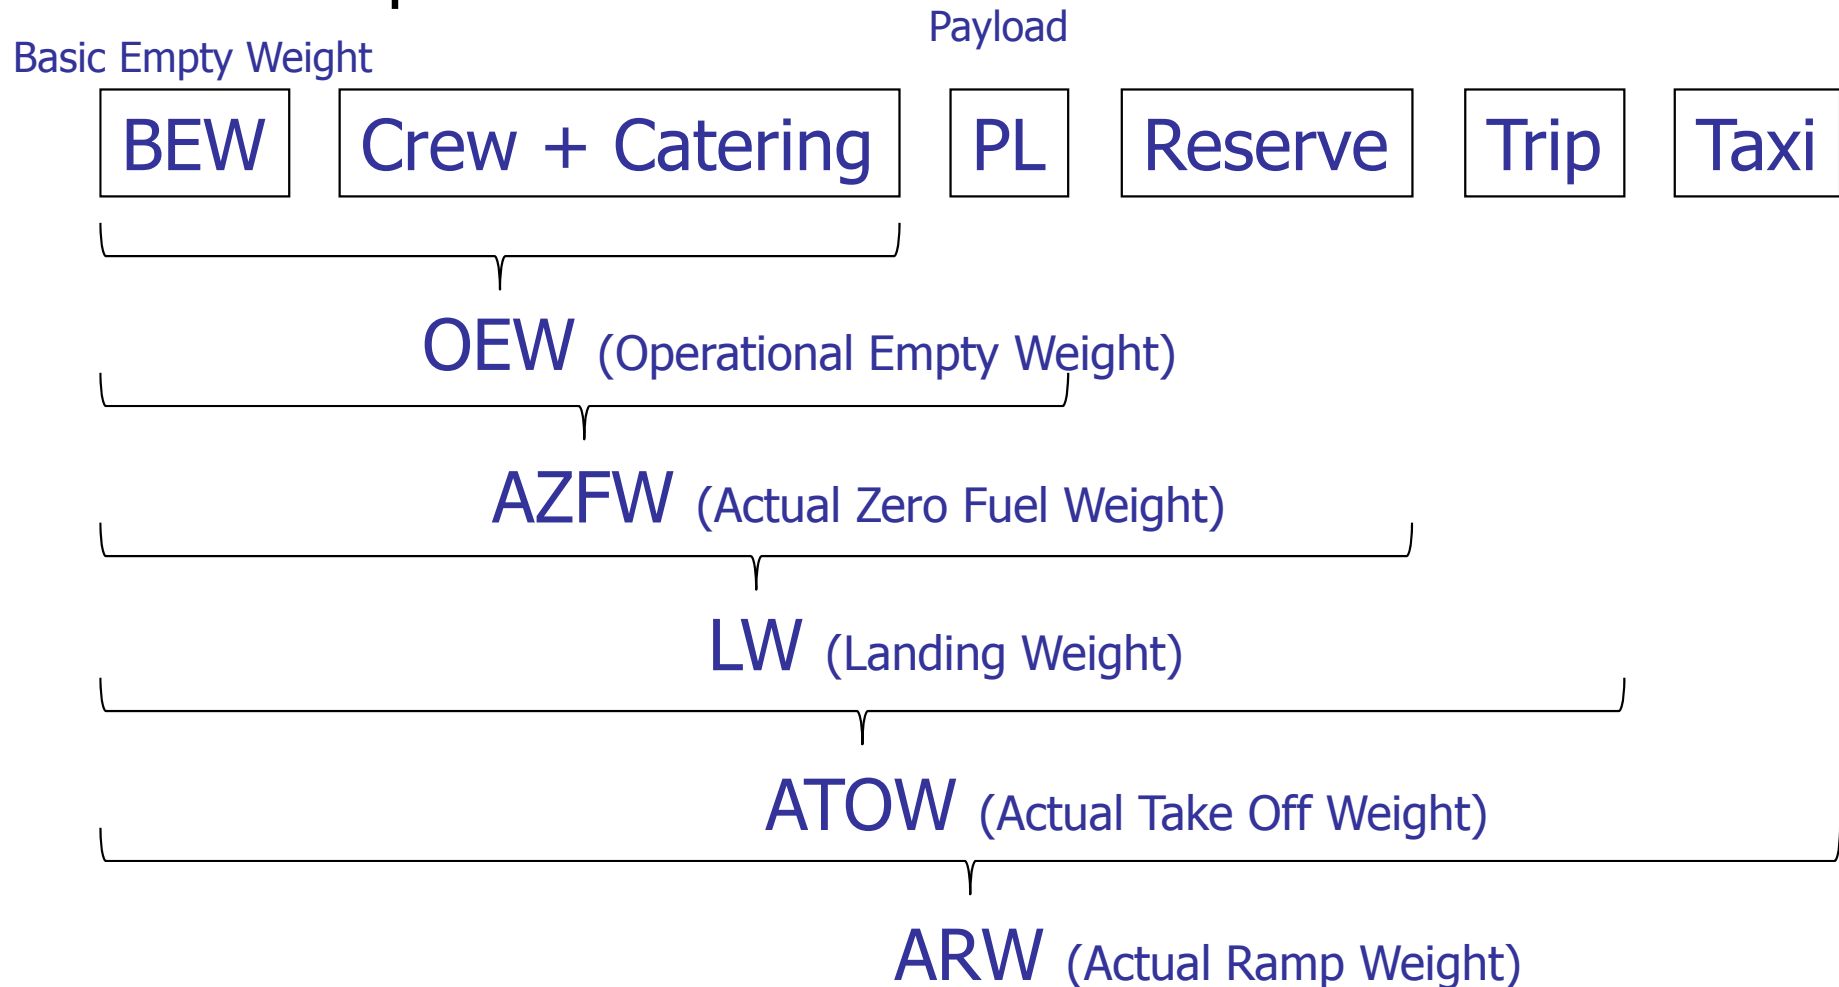 Payload
Basic Empty Weight
BEW Crew + Catering PL Reserve Trip Taxi
OEW (Operational Empty Weight)
AZFW (Actual Zero Fuel Weight)
LW (Landing Weight)
ATOW (Actual Take Off Weight)
ARW (Actual Ramp Weight)